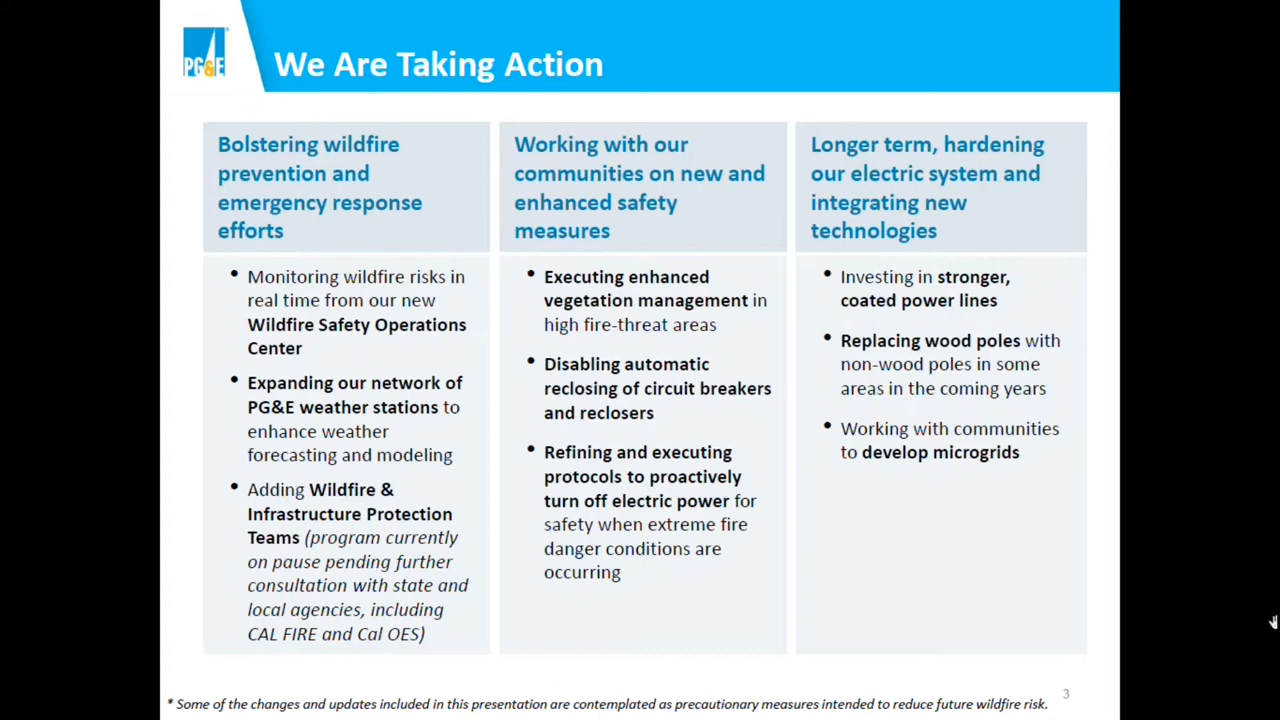 PG&E
We Are Taking Action
Bolstering wildfire
prevention and
emergency response
efforts
• Monitoring wildfire risks in
real time from our new
Wildfire Safety Operations
Center
• Expanding our network of
PG&E weather stations to
enhance weather
forecasting and modeling
• Adding Wildfire &
Infrastructure Protection
Teams (program currently
on pause pending further
consultation with state and
local agencies, including
CAL FIRE and Cal OES)
Working with our
communities on new and
enhanced safety
measures
• Executing enhanced
vegetation management in
high fire-threat areas
• Disabling automatic
reclosing of circuit breakers
and reclosers
• Refining and executing
protocols to proactively
turn off electric power for
safety when extreme fire
danger conditions are
occurring
Longer term, hardening
our electric system and
integrating new
technologies
• Investing in stronger,
coated power lines
• Replacing wood poles with
non-wood poles in some
areas in the coming years
• Working with communities
to develop microgrids
3
* Some of the changes and updates included in this presentation are contemplated as precautionary measures intended to reduce future wildfire risk.